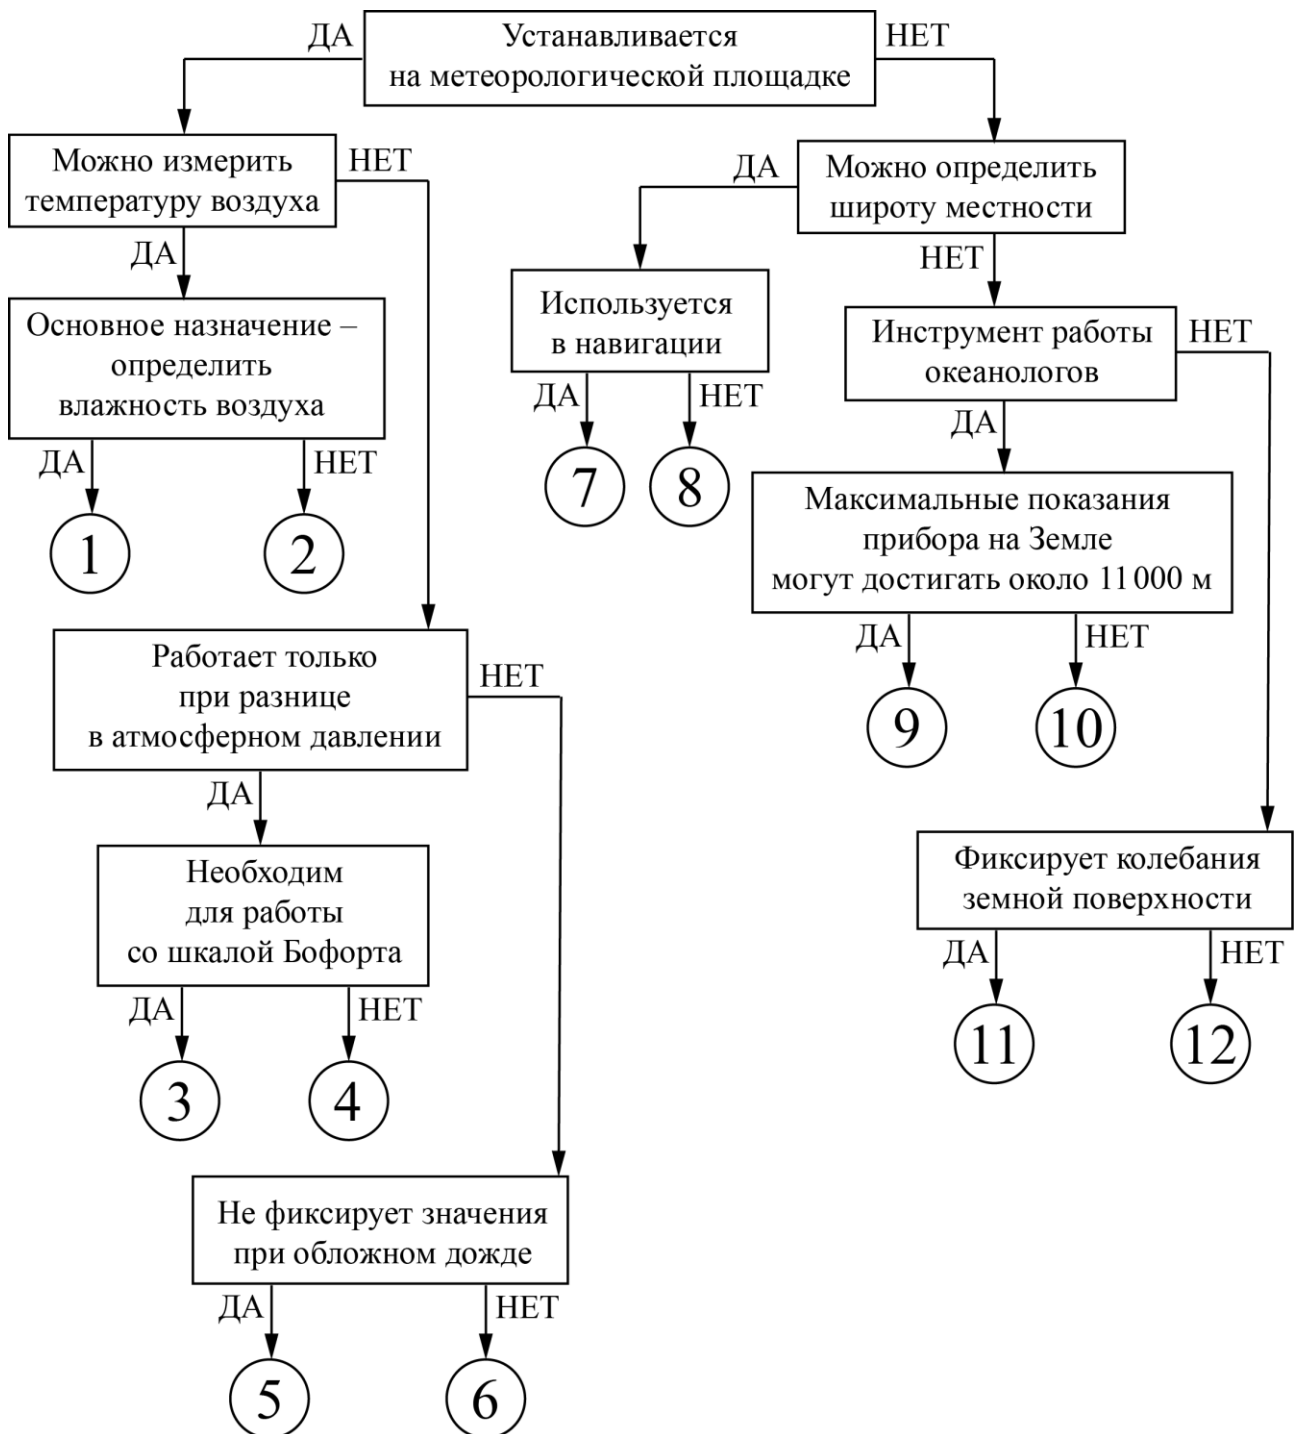 ДА
Устанавливается
на метеорологической площадке
НЕТ
Можно измерить
температуру воздуха
НЕТ
ДА
Можно определить
широту местности
ДА
НЕТ
Основное назначение –
определить
влажность воздуха
Используется
в навигации
Инструмент работы
океанологов
НЕТ
ДА
НЕТ
ДА
НЕТ
ДА
1
2
7
8
Максимальные показания
прибора на Земле
могут достигать около 11 000 м
ДА
НЕТ
9
10
Работает только
при разнице
в атмосферном давлении
НЕТ
ДА
Необходим
для работы
со шкалой Бофорта
ДА
НЕТ
3
4
Фиксирует колебания
земной поверхности
ДА
НЕТ
11
12
Не фиксирует значения
при обложном дожде
ДА
НЕТ
5
6